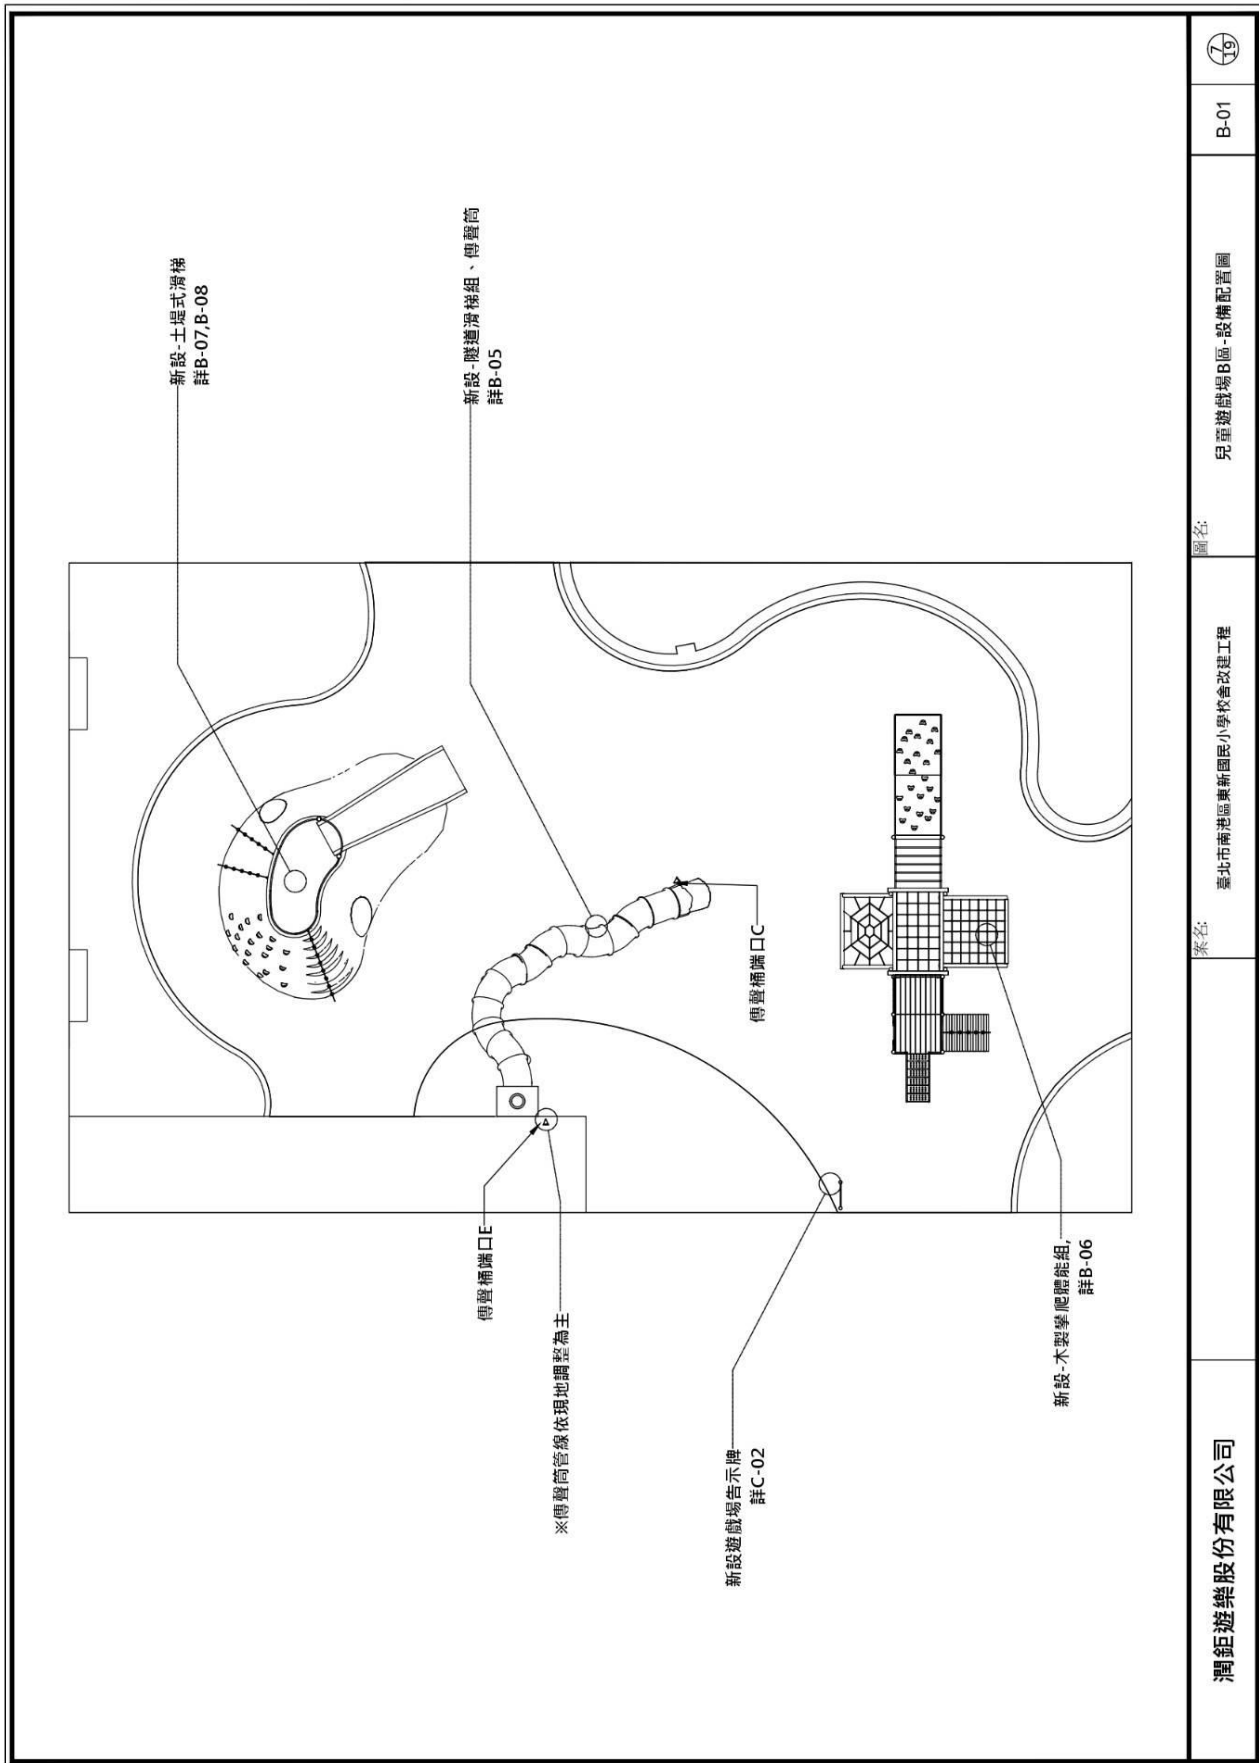 新設-土堤式滑梯
詳B-07,B-08
新設-隧道滑梯組、傳聲筒
詳B-05
傳聲桶端口C
傳聲桶端口E
※傳聲筒管線依現地調整為主
新設遊戲場告示牌
詳C-02
新設-木製攀爬體能組,
詳B-06
潤鉅遊樂股份有限公司
案名:
臺北市南港區東新國民小學校舍改建工程
圖名:
兒童遊戲場B區-設備配置圖
B-01
7
19